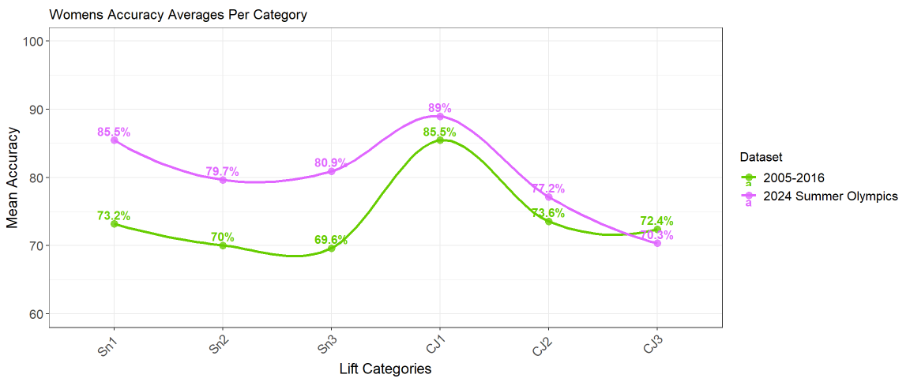 Womens Accuracy Averages Per Category
Mean Accuracy
100
90
80
70
60
85.5%
79.7%
80.9%
89%
77.2%
70.3%
73.2%
70%
69.6%
85.5%
73.6%
72.4%
Sn1
Sn2
Sn3
CJ1
CJ2
CJ3
Lift Categories
Dataset
a 2005-2016
a 2024 Summer Olympics